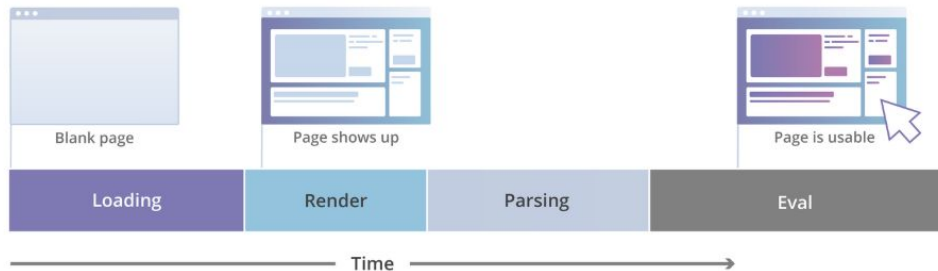 Blank page
Page shows up
Page is usable
Loading
Render
Parsing
Eval
Time